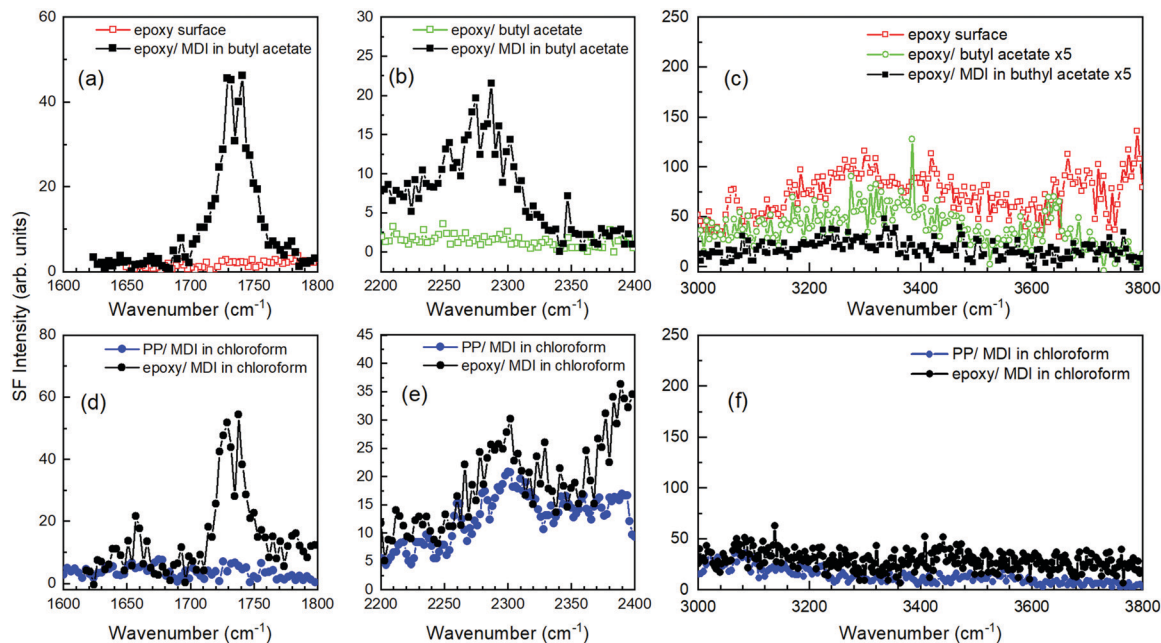 SF Intensity (arb. units)
(a)
epoxy surface
epoxy/ MDI in butyl acetate
60
40
20
0
1600
1650
1700
1750
1800
Wavenumber (cm⁻¹)
(b)
epoxy/ butyl acetate
epoxy/ MDI in butyl acetate
30
25
20
15
10
5
0
2200
2300
2400
Wavenumber (cm⁻¹)
(c)
epoxy surface
epoxy/ butyl acetate x5
epoxy/ MDI in buthyl acetate x5
250
200
150
100
50
0
3000
3200
3400
3600
3800
Wavenumber (cm⁻¹)
(d)
PP/ MDI in chloroform
epoxy/ MDI in chloroform
80
60
40
20
0
1600
1650
1700
1750
1800
Wavenumber (cm⁻¹)
(e)
PP/ MDI in chloroform
epoxy/ MDI in chloroform
45
40
35
30
25
20
15
10
5
0
2200
2300
2400
Wavenumber (cm⁻¹)
(f)
PP/ MDI in chloroform
epoxy/ MDI in chloroform
250
200
150
100
50
0
3000
3200
3400
3600
3800
Wavenumber (cm⁻¹)